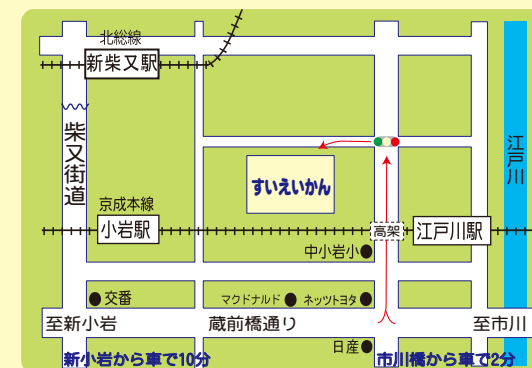 北総線
新柴又駅
柴又街道
江戸川
すいえいかん
京成本線
小岩駅
高架
江戸川駅
中小岩小
交番
マクドナルド
ネッツトヨタ
至新小岩
蔵前橋通り
至市川
日産
新小岩から車で10分
市川橋から車で2分